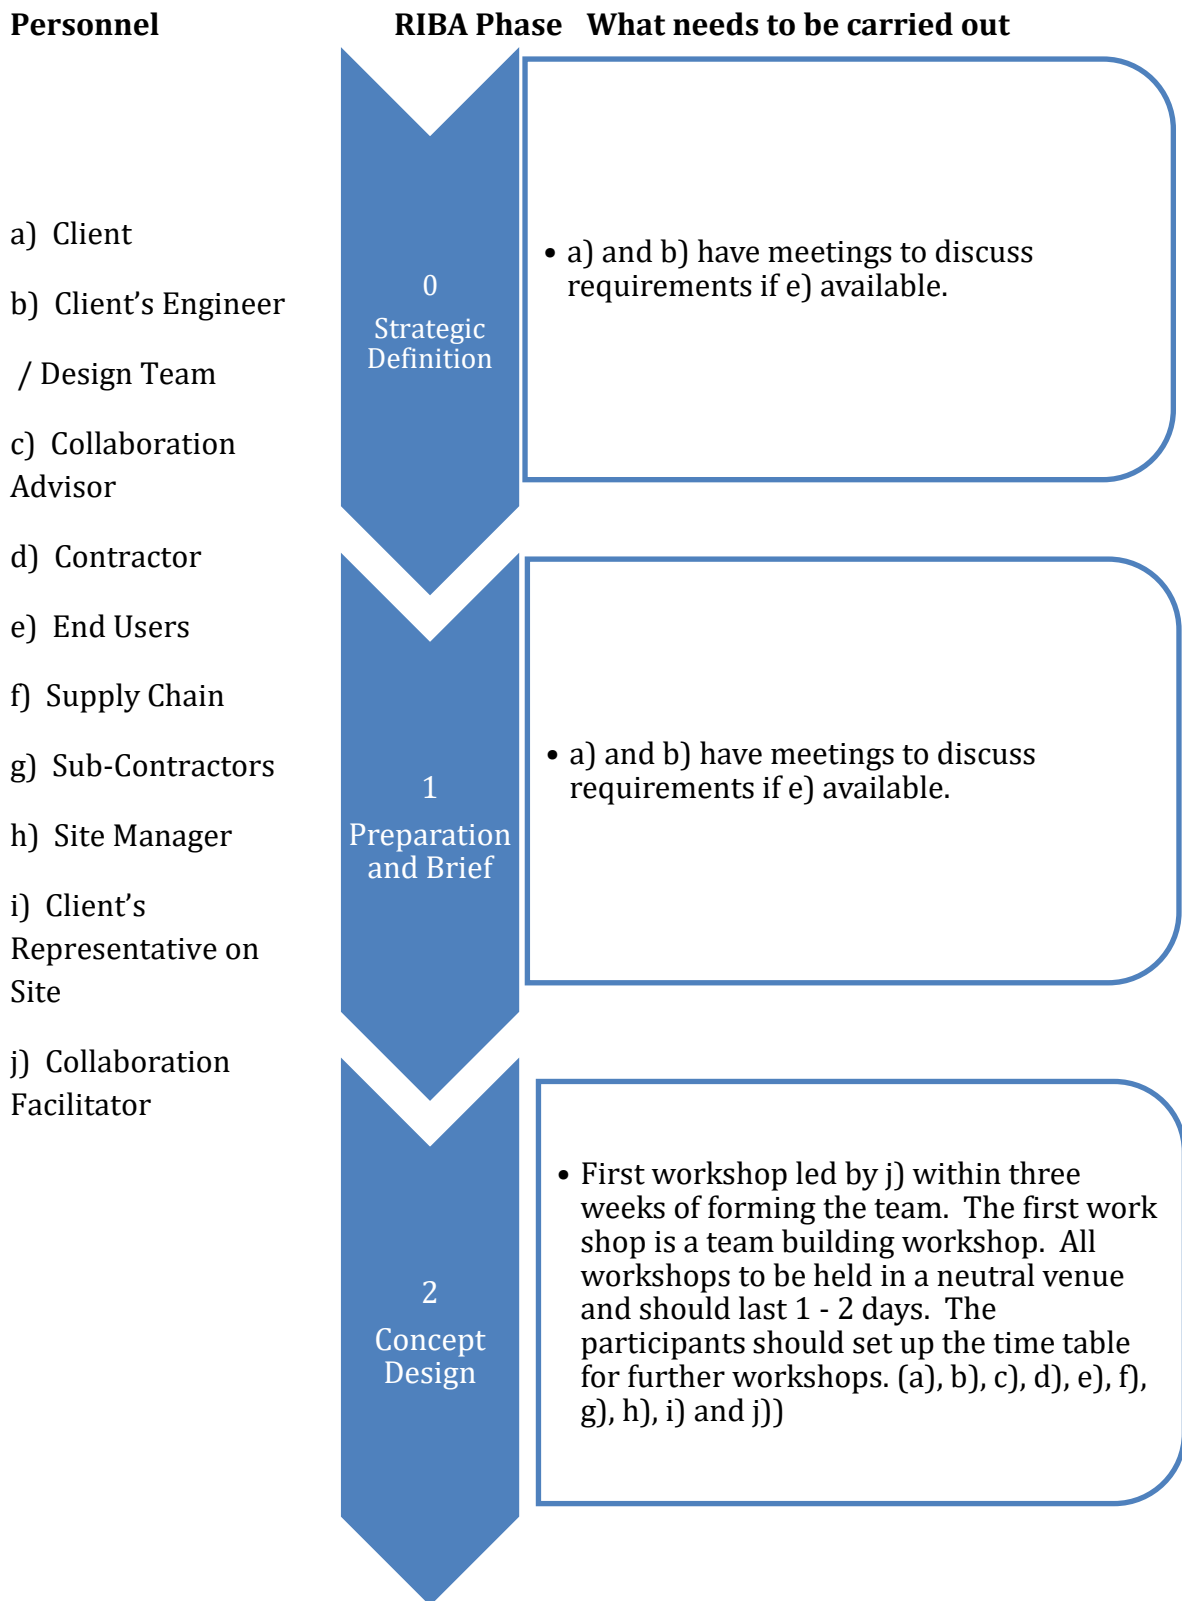 Personnel
RIBA Phase
What needs to be carried out
a) Client
b) Client’s Engineer
/ Design Team
c) Collaboration
Advisor
d) Contractor
e) End Users
f) Supply Chain
g) Sub-Contractors
h) Site Manager
i) Client’s
Representative on
Site
j) Collaboration
Facilitator
0
Strategic
Definition
• a) and b) have meetings to discuss
requirements if e) available.
1
Preparation
and Brief
• a) and b) have meetings to discuss
requirements if e) available.
2
Concept
Design
• First workshop led by j) within three
weeks of forming the team. The first work
shop is a team building workshop. All
workshops to be held in a neutral venue
and should last 1 - 2 days. The
participants should set up the time table
for further workshops. (a), b), c), d), e), f),
g), h), i) and j))